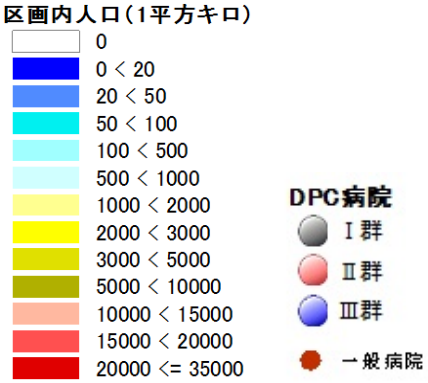 区画内人口(1平方キロ)
0
0 < 20
20 < 50
50 < 100
100 < 500
500 < 1000
1000 < 2000
2000 < 3000
3000 < 5000
5000 < 10000
10000 < 15000
15000 < 20000
20000 <= 35000
DPC病院
Ⅰ群
Ⅱ群
Ⅲ群
一般病院